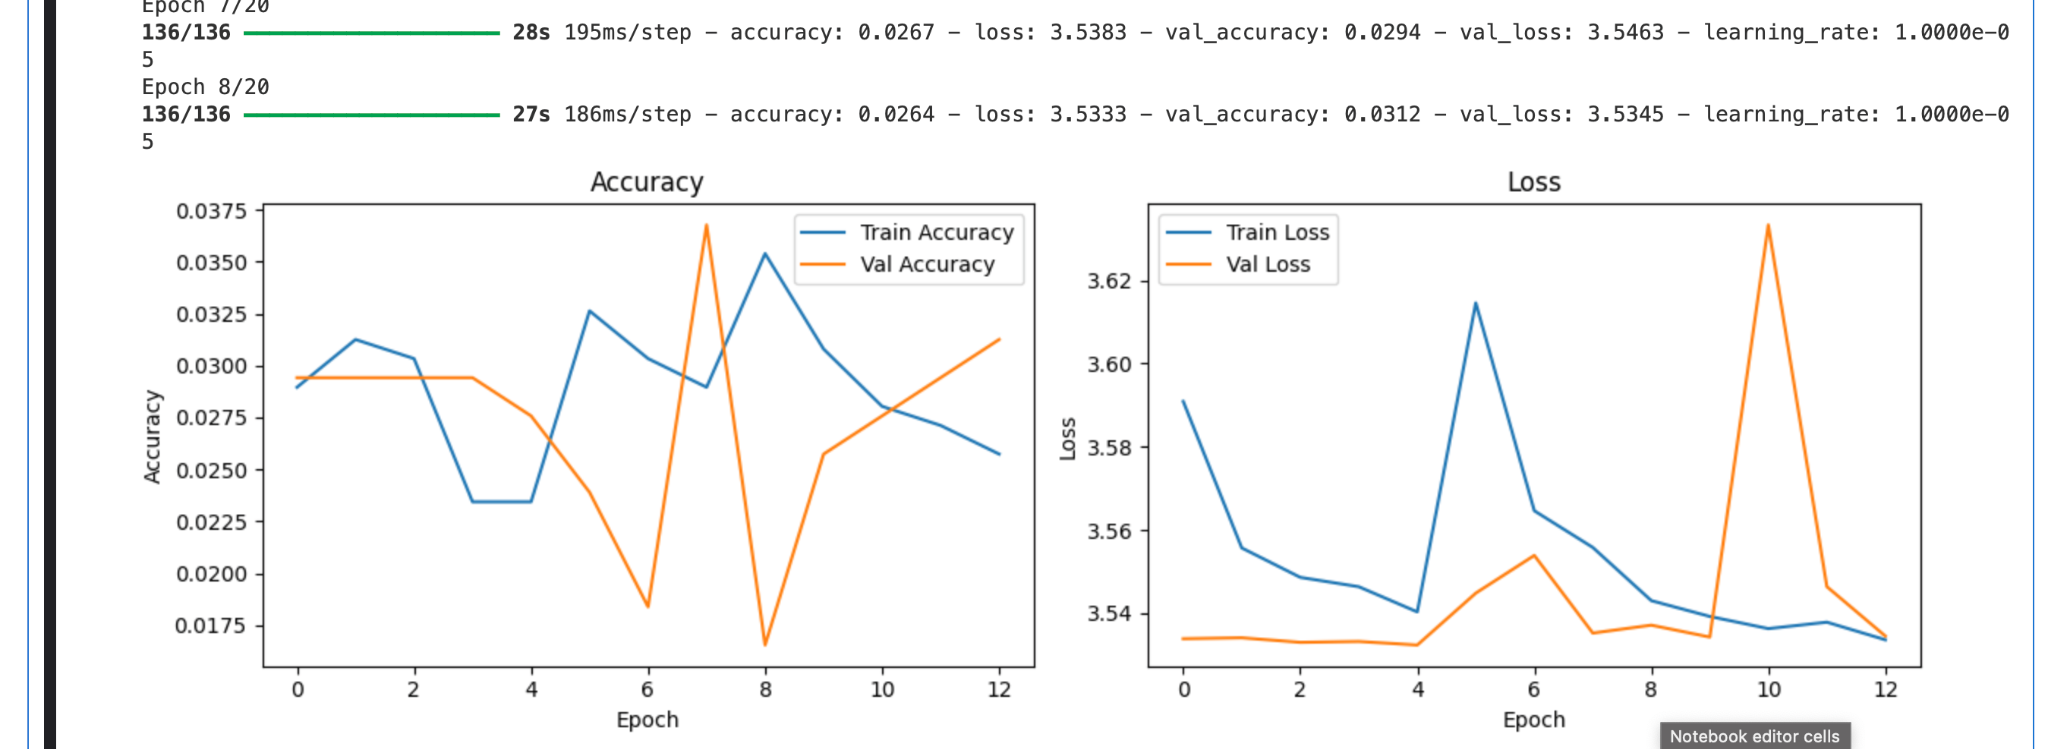 Epoch 7/20
136/136 28s 195ms/step – accuracy: 0.0267 – loss: 3.5383 – val_accuracy: 0.0294 – val_loss: 3.5463 – learning_rate: 1.0000e-0
5
Epoch 8/20
136/136 27s 186ms/step – accuracy: 0.0264 – loss: 3.5333 – val_accuracy: 0.0312 – val_loss: 3.5345 – learning_rate: 1.0000e-0
5
Accuracy
0.0375
0.0350
0.0325
0.0300
0.0275
0.0250
0.0225
0.0200
0.0175
Accuracy
Train Accuracy
Val Accuracy
0 2 4 6 8 10 12
Epoch
Loss
3.62
3.60
3.58
3.56
3.54
Loss
Train Loss
Val Loss
0 2 4 6 8 10 12
Epoch
Notebook editor cells